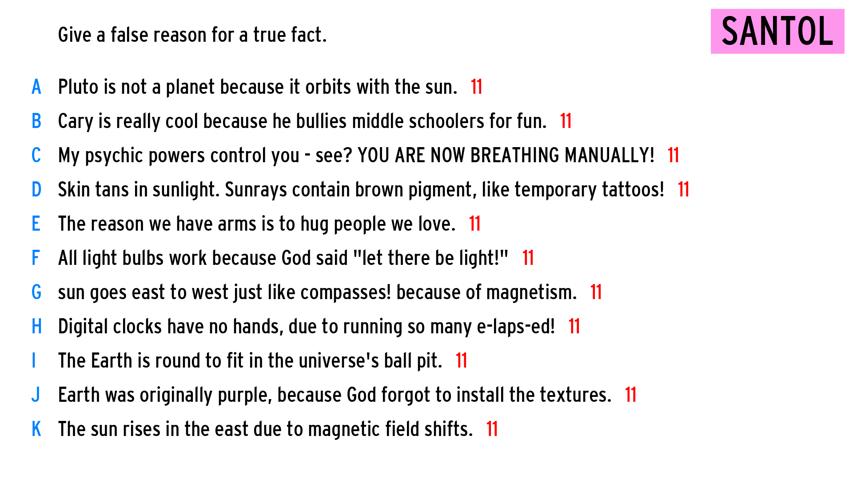 Give a false reason for a true fact.
SANTOL
A Pluto is not a planet because it orbits with the sun. 11
B Cary is really cool because he bullies middle schoolers for fun. 11
C My psychic powers control you - see? YOU ARE NOW BREATHING MANUALLY! 11
D Skin tans in sunlight. Sunrays contain brown pigment, like temporary tattoos! 11
E The reason we have arms is to hug people we love. 11
F All light bulbs work because God said "let there be light!" 11
G sun goes east to west just like compasses! because of magnetism. 11
H Digital clocks have no hands, due to running so many e-laps-ed! 11
I The Earth is round to fit in the universe's ball pit. 11
J Earth was originally purple, because God forgot to install the textures. 11
K The sun rises in the east due to magnetic field shifts. 11